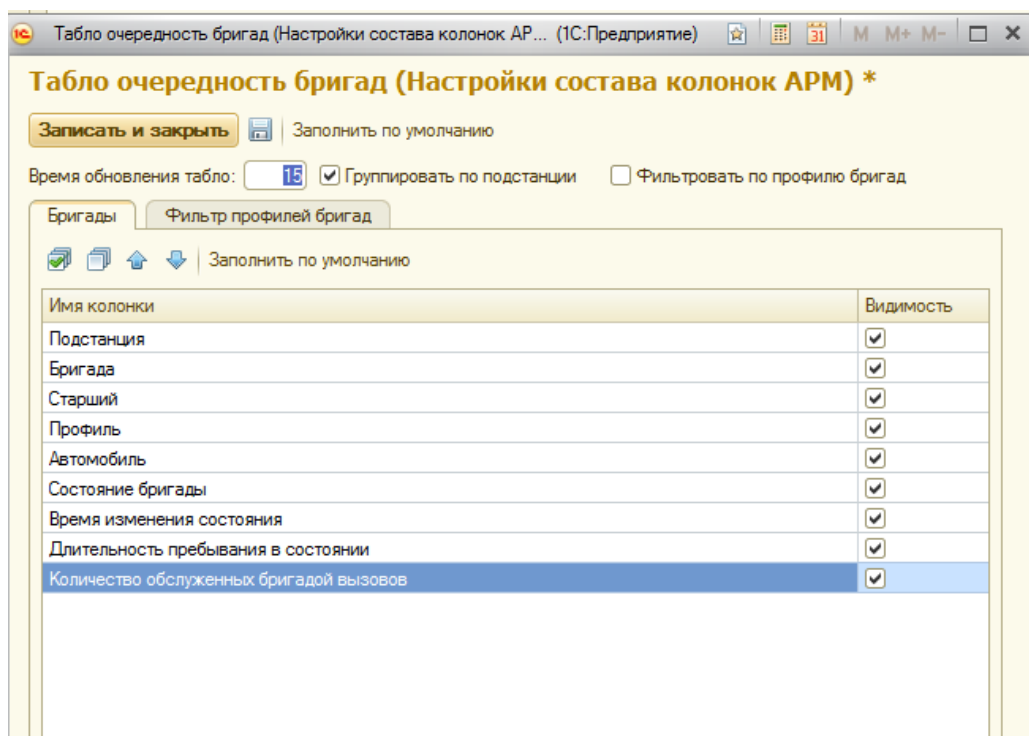 1С Табло очередность бригад (Настройки состава колонок АР... (1С:Предприятие) 31 M M+ M-
Табло очередность бригад (Настройки состава колонок АРМ) *
Записать и закрыть Заполнить по умолчанию
Время обновления табло: 15 Группировать по подстанции Фильтровать по профилю бригад
Бригады Фильтр профилей бригад
Заполнить по умолчанию
Имя колонки Видимость
Подстанция
Бригада
Старший
Профиль
Автомобиль
Состояние бригады
Время изменения состояния
Длительность пребывания в состоянии
Количество обслуженных бригадой вызовов